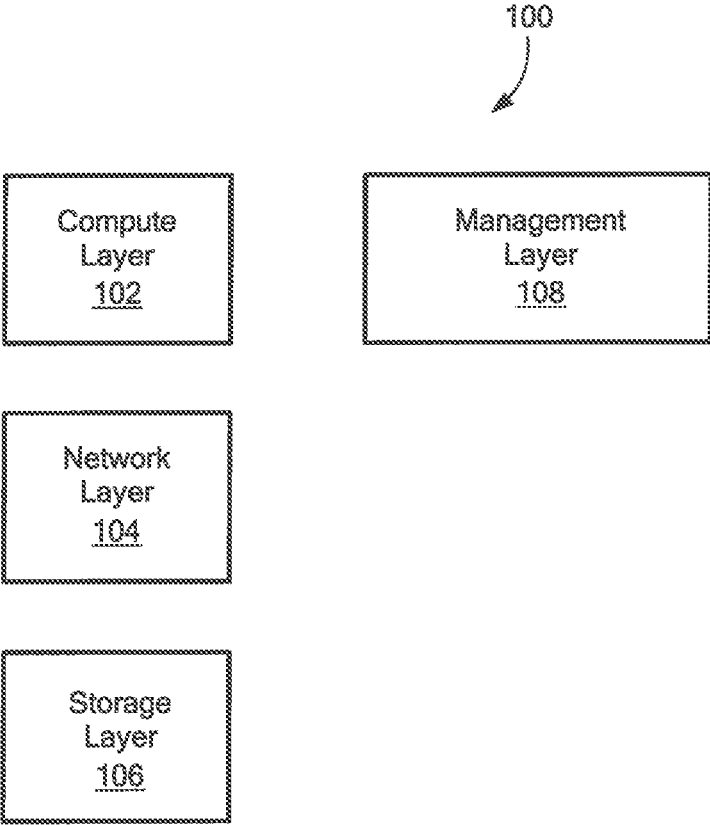 100
Compute
Layer
102
Management
Layer
108
Network
Layer
104
Storage
Layer
106